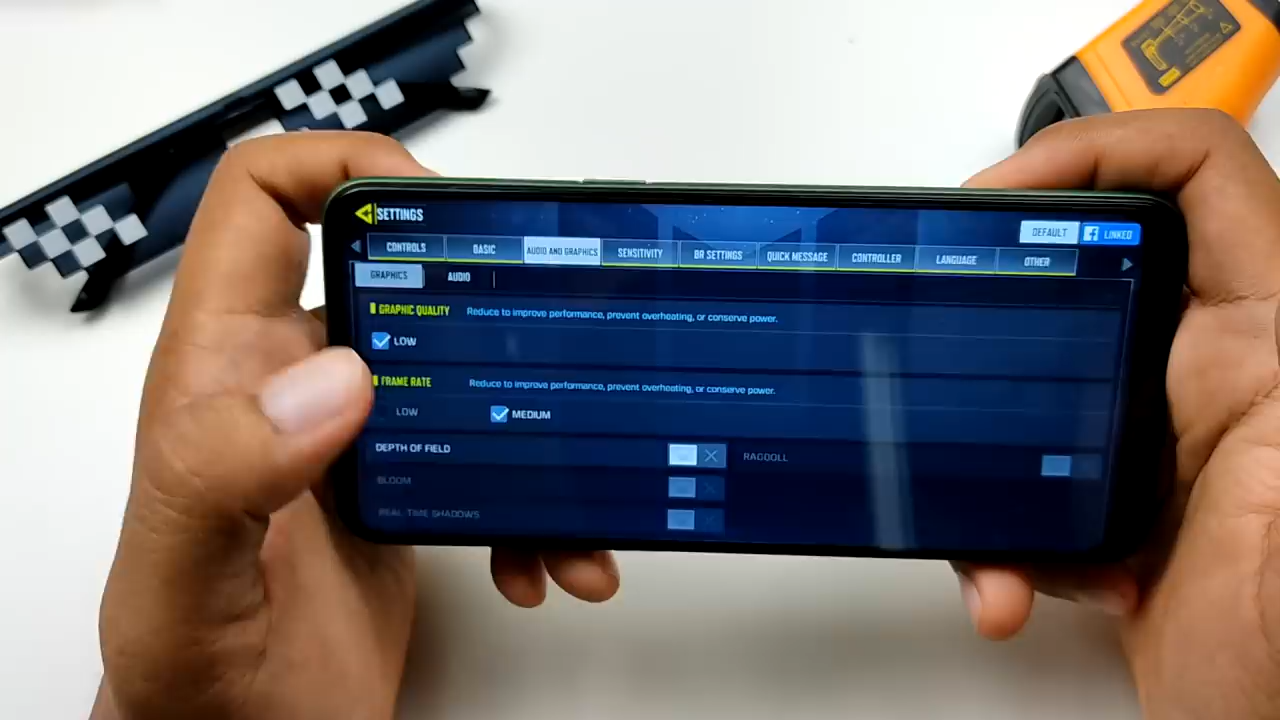 SETTINGS
DEFAULT LINKED
CONTROLS BASIC AUDIO AND GRAPHICS SENSITIVITY BR SETTINGS QUICK MESSAGE CONTROLLER LANGUAGE OTHER
GRAPHICS AUDIO
GRAPHIC QUALITY Reduce to improve performance, prevent overheating, or conserve power.
LOW
FRAME RATE Reduce to improve performance, prevent overheating, or conserve power.
LOW MEDIUM
DEPTH OF FIELD RAGDOLL
BLOOM
REAL TIME SHADOWS